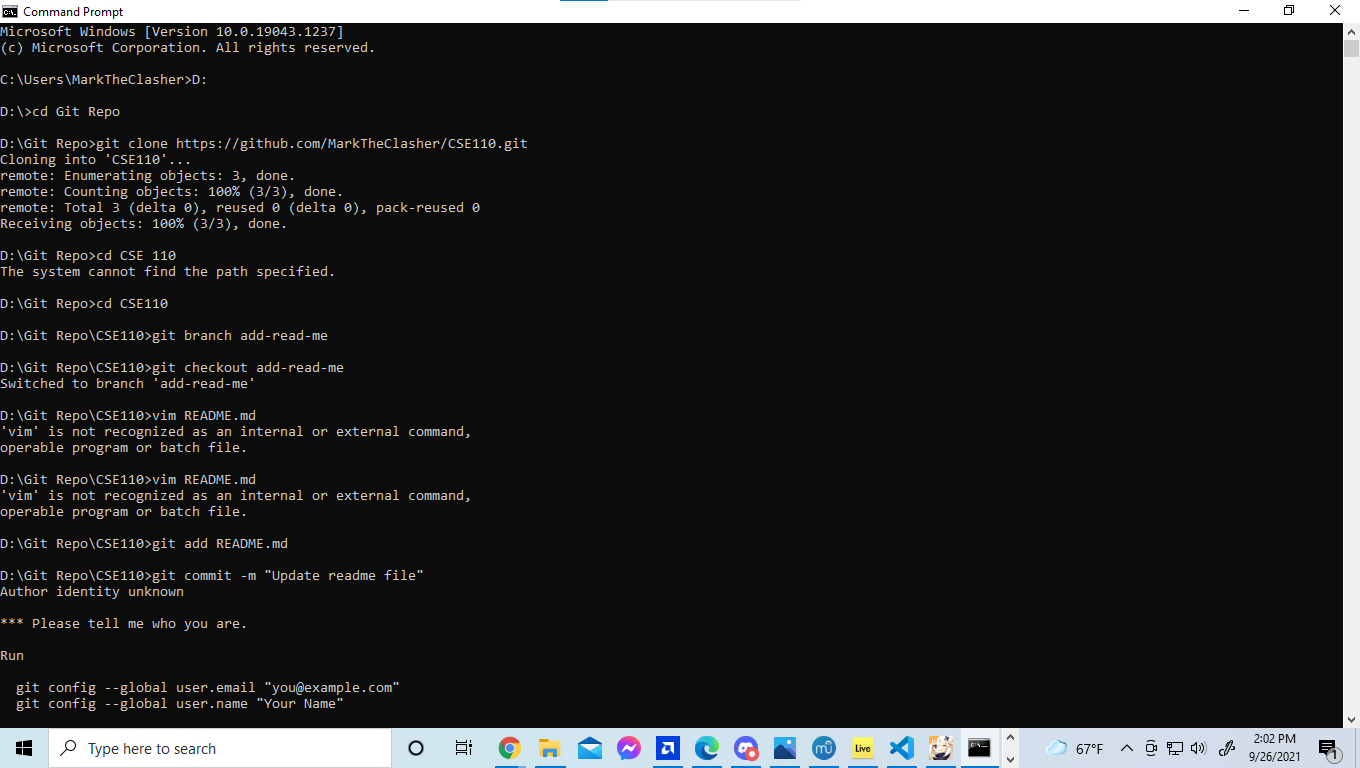 Command Prompt
Microsoft Windows [Version 10.0.19043.1237]
(c) Microsoft Corporation. All rights reserved.
C:\Users\MarkTheClasher>D:
D:\>cd Git Repo
D:\Git Repo>git clone https://github.com/MarkTheClasher/CSE110.git
Cloning into 'CSE110'...
remote: Enumerating objects: 3, done.
remote: Counting objects: 100% (3/3), done.
remote: Total 3 (delta 0), reused 0 (delta 0), pack-reused 0
Receiving objects: 100% (3/3), done.
D:\Git Repo>cd CSE 110
The system cannot find the path specified.
D:\Git Repo>cd CSE110
D:\Git Repo\CSE110>git branch add-read-me
D:\Git Repo\CSE110>git checkout add-read-me
Switched to branch 'add-read-me'
D:\Git Repo\CSE110>vim README.md
'vim' is not recognized as an internal or external command,
operable program or batch file.
D:\Git Repo\CSE110>vim README.md
'vim' is not recognized as an internal or external command,
operable program or batch file.
D:\Git Repo\CSE110>git add README.md
D:\Git Repo\CSE110>git commit -m "Update readme file"
Author identity unknown
*** Please tell me who you are.
Run
git config --global user.email "you@example.com"
git config --global user.name "Your Name"
Type here to search
Live
67°F
2:02 PM
9/26/2021
1